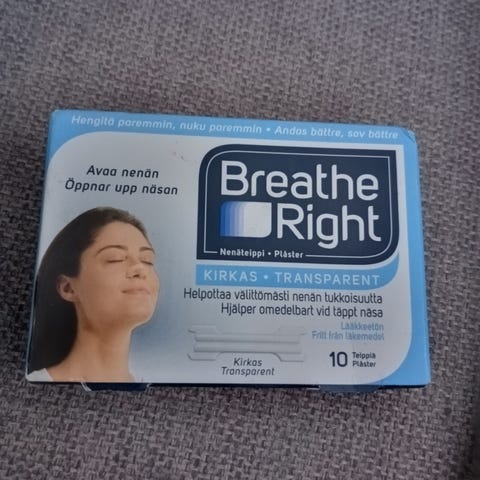 Hengitä paremmin, nuku paremmin • Andas bättre, sov bättre
Avaa nenän
Öppnar upp näsan
Breathe
Right
Nenäteippi • Plåster
KIRKAS • TRANSPARENT
Helpottaa välittömästi nenän tukkoisuutta
Hjälper omedelbart vid täppt näsa
Lääkkeetön
Fritt från läkemedel
Kirkas
Transparent
10 Teippiä
Plåster